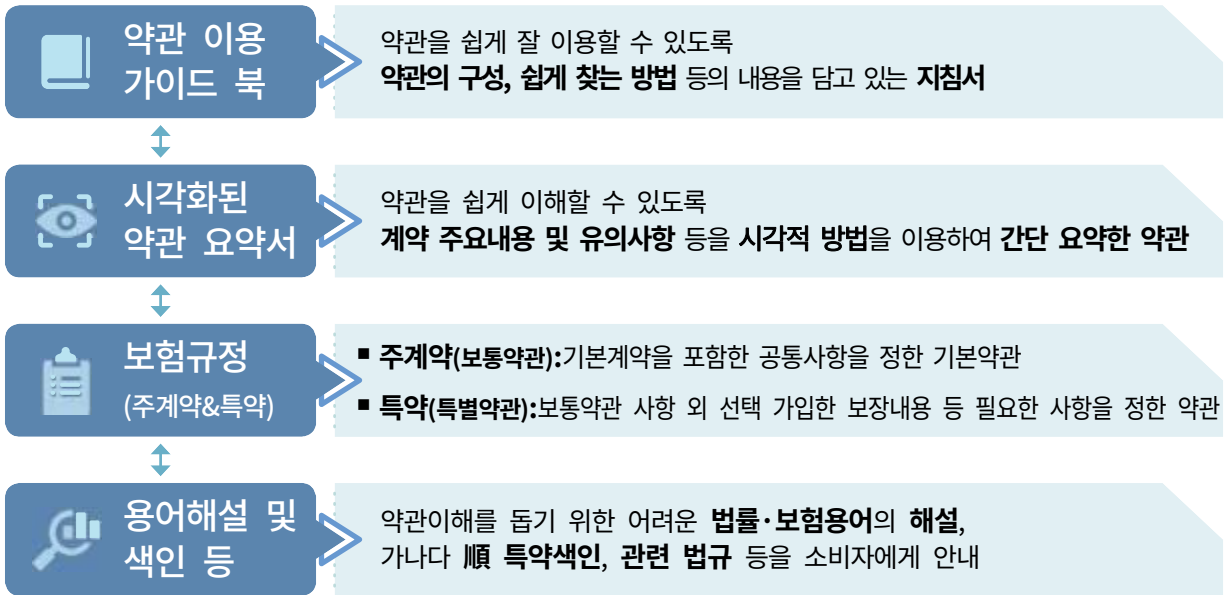 약관 이용
가이드 북
약관을 쉽게 잘 이용할 수 있도록
약관의 구성, 쉽게 찾는 방법 등의 내용을 담고 있는 지침서
시각화된
약관 요약서
약관을 쉽게 이해할 수 있도록
계약 주요내용 및 유의사항 등을 시각적 방법을 이용하여 간단 요약한 약관
보험규정
(주계약&특약)
▪ 주계약(보통약관):기본계약을 포함한 공통사항을 정한 기본약관
▪ 특약(특별약관):보통약관 사항 외 선택 가입한 보장내용 등 필요한 사항을 정한 약관
용어해설 및
색인 등
약관이해를 돕기 위한 어려운 법률·보험용어의 해설,
가나다 順 특약색인, 관련 법규 등을 소비자에게 안내